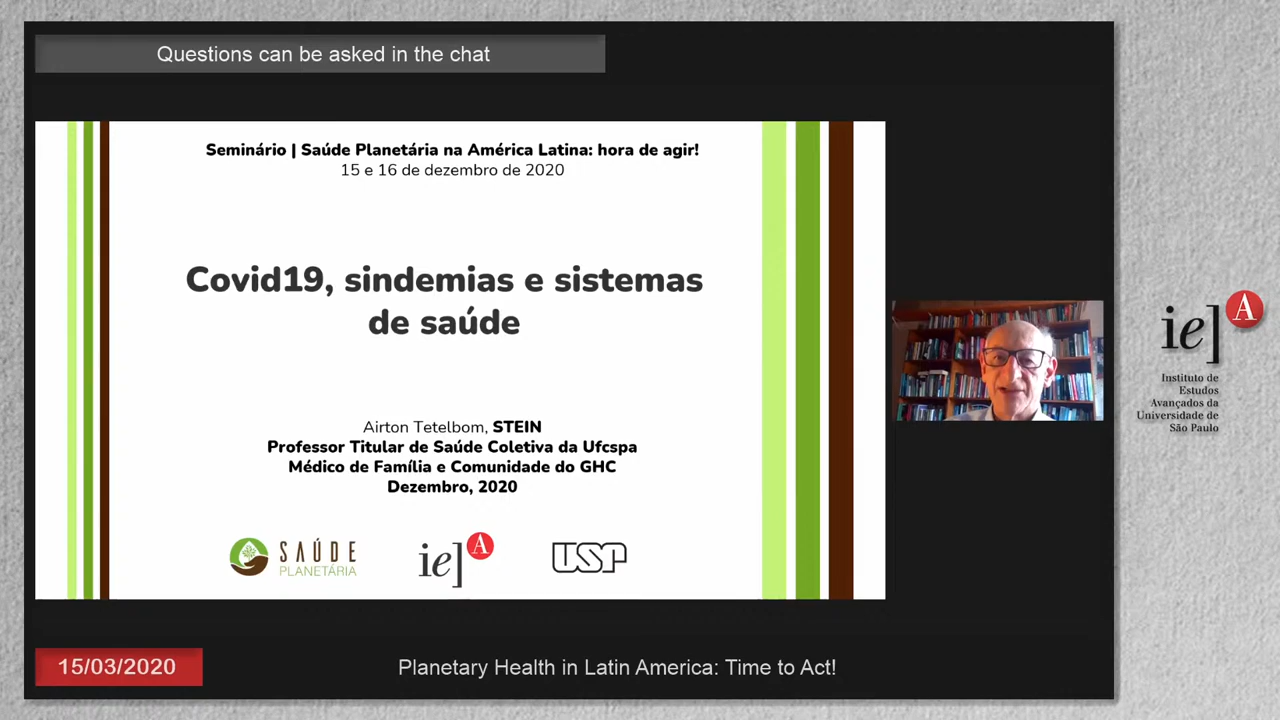 Questions can be asked in the chat
Seminário | Saúde Planetária na América Latina: hora de agir!
15 e 16 de dezembro de 2020
Covid19, sindemias e sistemas
de saúde
Airton Tetelbom, STEIN
Professor Titular de Saúde Coletiva da Ufcspa
Médico de Família e Comunidade do GHC
Dezembro, 2020
SAÚDE
PLANETÁRIA
ie] A
USP
ie] A
Instituto de
Estudos
Avançados da
Universidade de
São Paulo
15/03/2020
Planetary Health in Latin America: Time to Act!